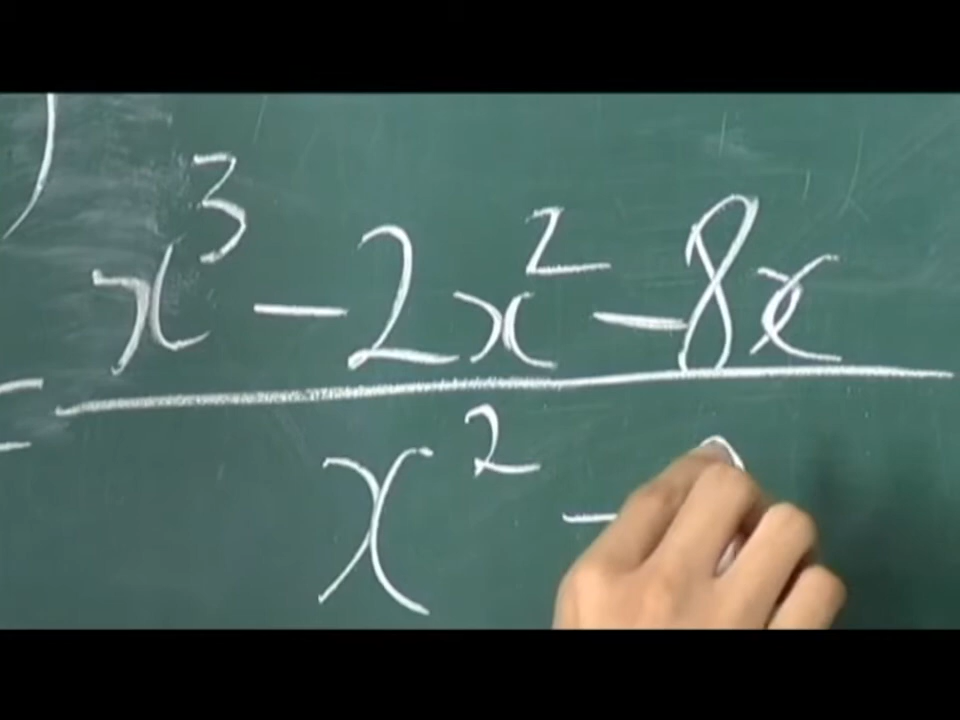 ) x³ - 2x² - 8x
=
x² -